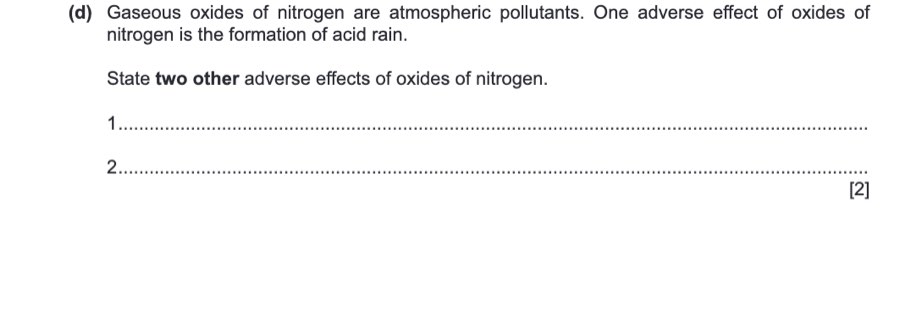 (d) Gaseous oxides of nitrogen are atmospheric pollutants. One adverse effect of oxides of
nitrogen is the formation of acid rain.
State two other adverse effects of oxides of nitrogen.
1..............................................................................................................................................
2..............................................................................................................................................
[2]